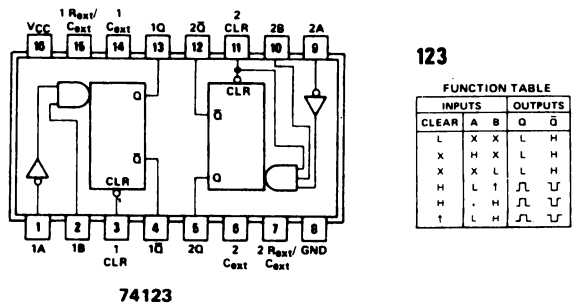 1 Rext/ 1 2
VCC Cext Cext 1Q 2Q̅ CLR 2B 2A
16 15 14 13 12 11 10 9
Q CLR
Q̅
Q̅ Q
CLR
1 2 3 4 5 6 7 8
1A 1B 1 1Q̅ 2Q 2 2 Rext/ GND
CLR Cext Cext
74123
123
FUNCTION TABLE
INPUTS OUTPUTS
CLEAR A B Q Q̅
L X X L H
X H X L H
X X L L H
H L ↑
H H
↑ L H